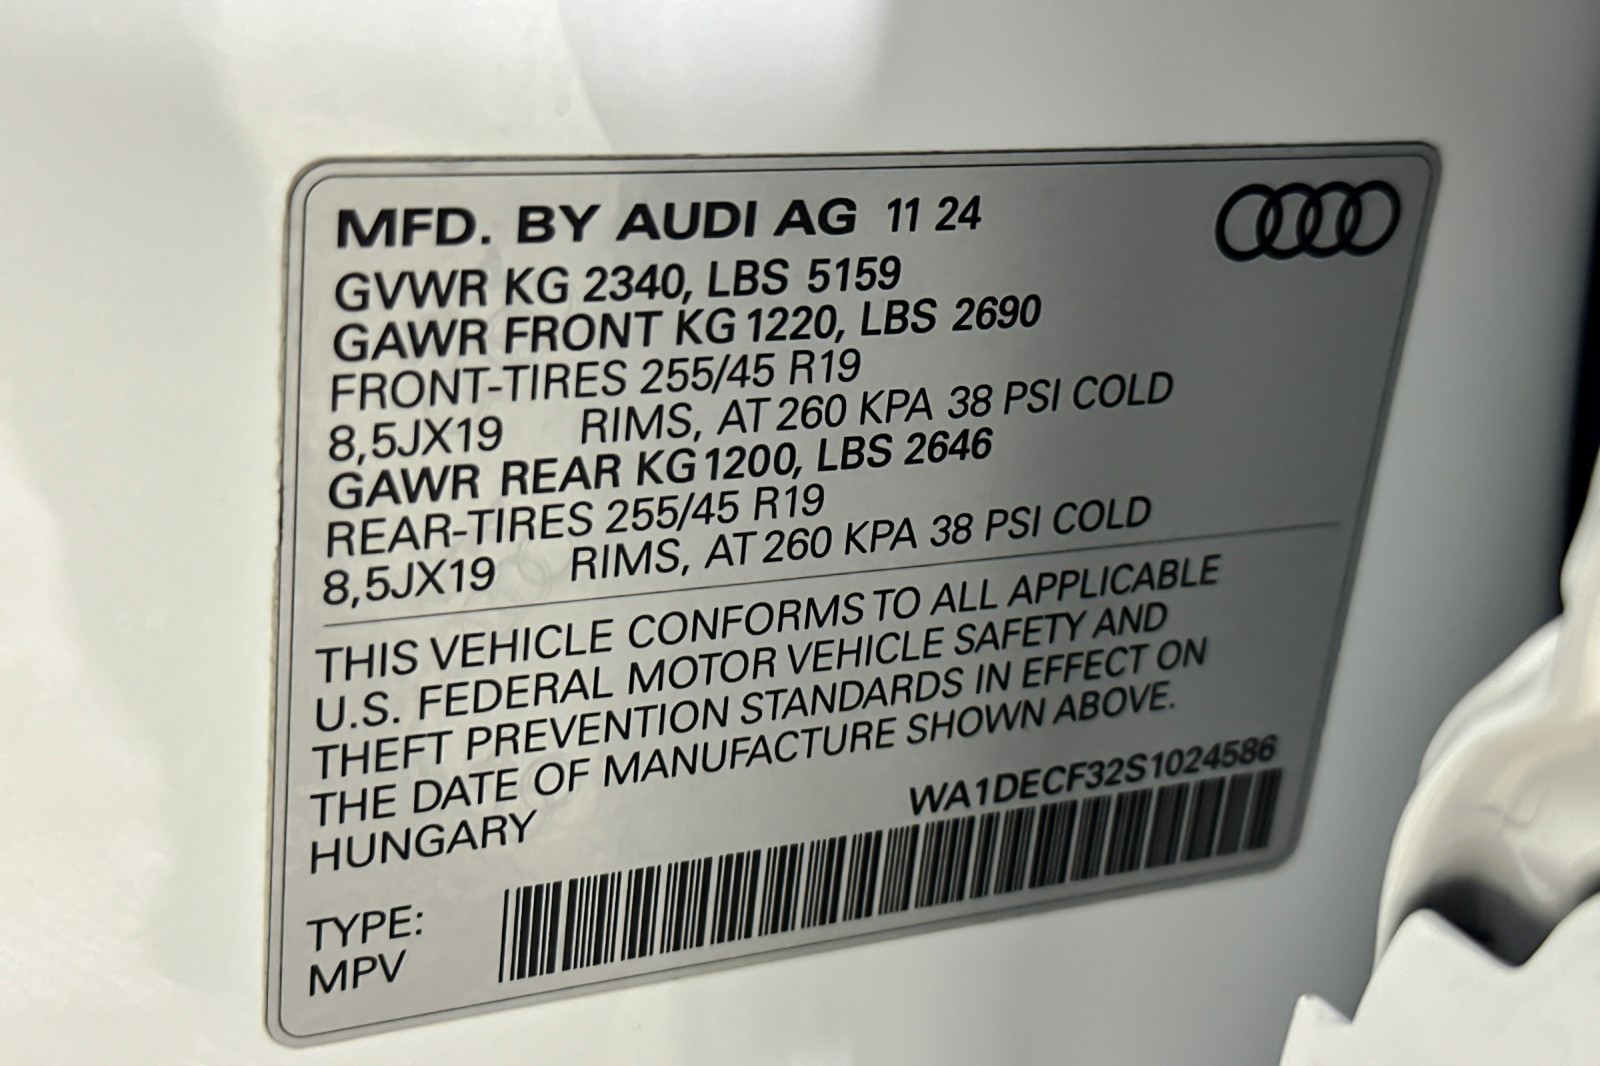 MFD. BY AUDI AG 11 24
GVWR KG 2340, LBS 5159
GAWR FRONT KG 1220, LBS 2690
FRONT-TIRES 255/45 R19
8,5JX19 RIMS, AT 260 KPA 38 PSI COLD
GAWR REAR KG 1200, LBS 2646
REAR-TIRES 255/45 R19
8,5JX19 RIMS, AT 260 KPA 38 PSI COLD
THIS VEHICLE CONFORMS TO ALL APPLICABLE
U.S. FEDERAL MOTOR VEHICLE SAFETY AND
THEFT PREVENTION STANDARDS IN EFFECT ON
THE DATE OF MANUFACTURE SHOWN ABOVE.
HUNGARY
WA1DECF32S1024586
TYPE:
MPV